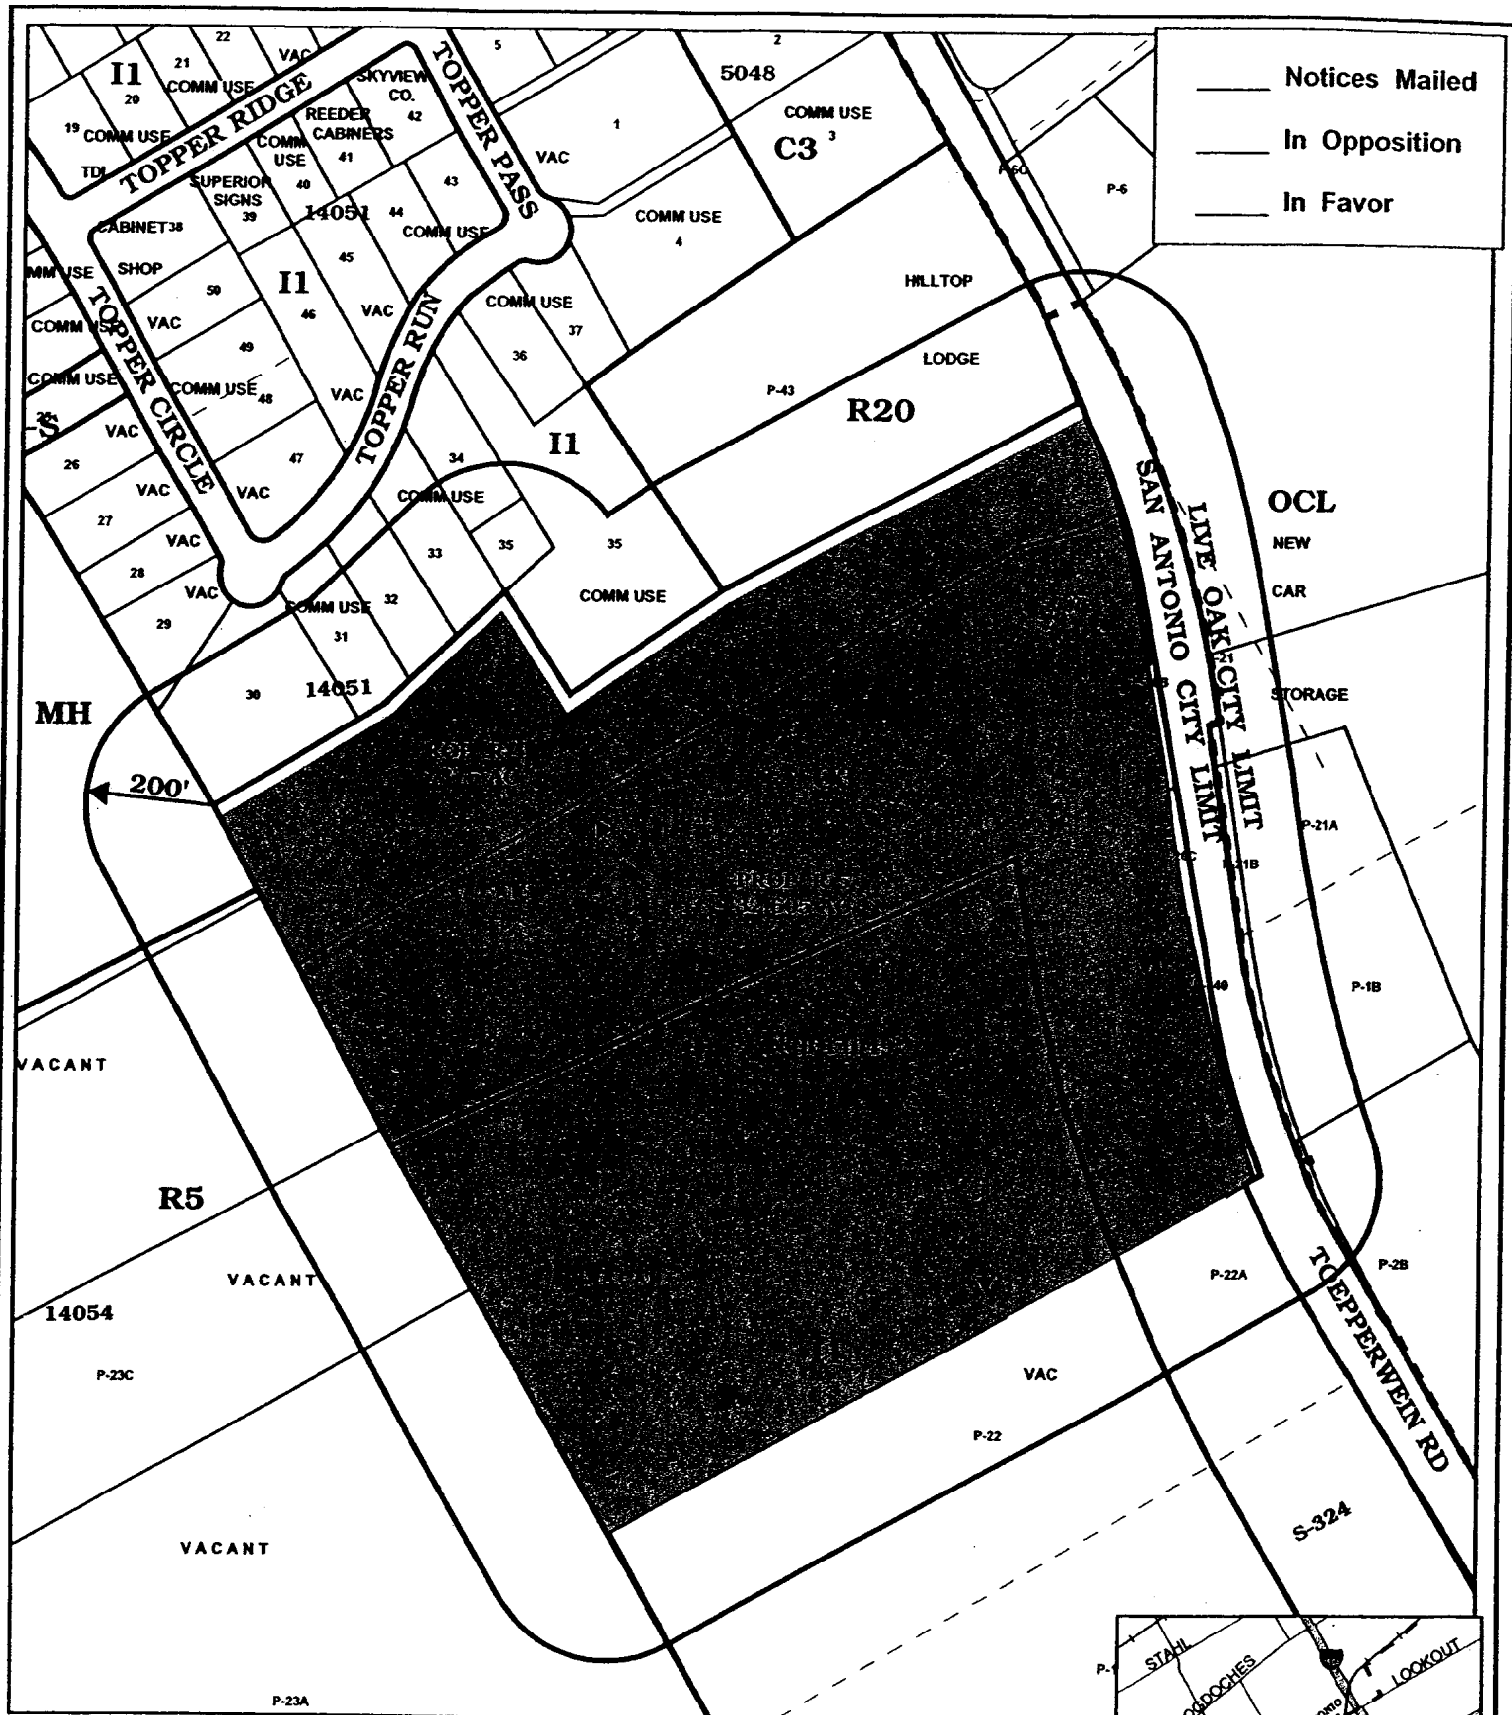 Notices Mailed
In Opposition
In Favor
22
21
I1
20
COMM USE
VAC
19
COMM USE
TOPPER RIDGE
SKYVIEW
CO.
42
REEDER
CABINERS
41
COMM
USE
40
SUPERIOR
SIGNS
39
TOPPER PASS
5
2
5048
COMM USE
3
C3
1
VAC
COMM USE
4
P-6
43
14051
44
COMM USE
CABINET 38
SHOP
45
I1
46
50
VAC
VAC
49
COMM USE
48
VAC
47
VAC
MM USE
COMM USE
COMM USE
TOPPER CIRCLE
TOPPER RUN
COMM USE
37
36
I1
HILLTOP
LODGE
P-43
R20
VAC
26
VAC
27
VAC
28
VAC
29
34
COMM USE
33
35
35
COMM USE
32
COMM USE
31
30
14051
MH
200'
SAN ANTONIO CITY LIMIT
LIVE OAK CITY LIMIT
OCL
NEW
CAR
STORAGE
P-21A
P-1B
VACANT
R5
VACANT
14054
P-23C
VACANT
P-23A
P-22A
P-2B
TOEPPERWEIN RD
VAC
P-22
S-324
STAHL
OGDOCHES
LOOKOUT